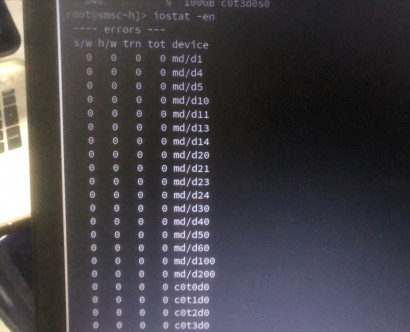 s 100GB c0t3d0s0
[root@smsc-h]> iostat -en
---- errors ---
s/w h/w trn tot device
0 0 0 0 md/d1
0 0 0 0 md/d4
0 0 0 0 md/d5
0 0 0 0 md/d10
0 0 0 0 md/d11
0 0 0 0 md/d13
0 0 0 0 md/d14
0 0 0 0 md/d20
0 0 0 0 md/d21
0 0 0 0 md/d23
0 0 0 0 md/d24
0 0 0 0 md/d30
0 0 0 0 md/d40
0 0 0 0 md/d50
0 0 0 0 md/d60
0 0 0 0 md/d100
0 0 0 0 md/d200
0 0 0 0 c0t0d0
0 0 0 0 c0t1d0
0 0 0 0 c0t2d0
0 0 0 0 c0t3d0